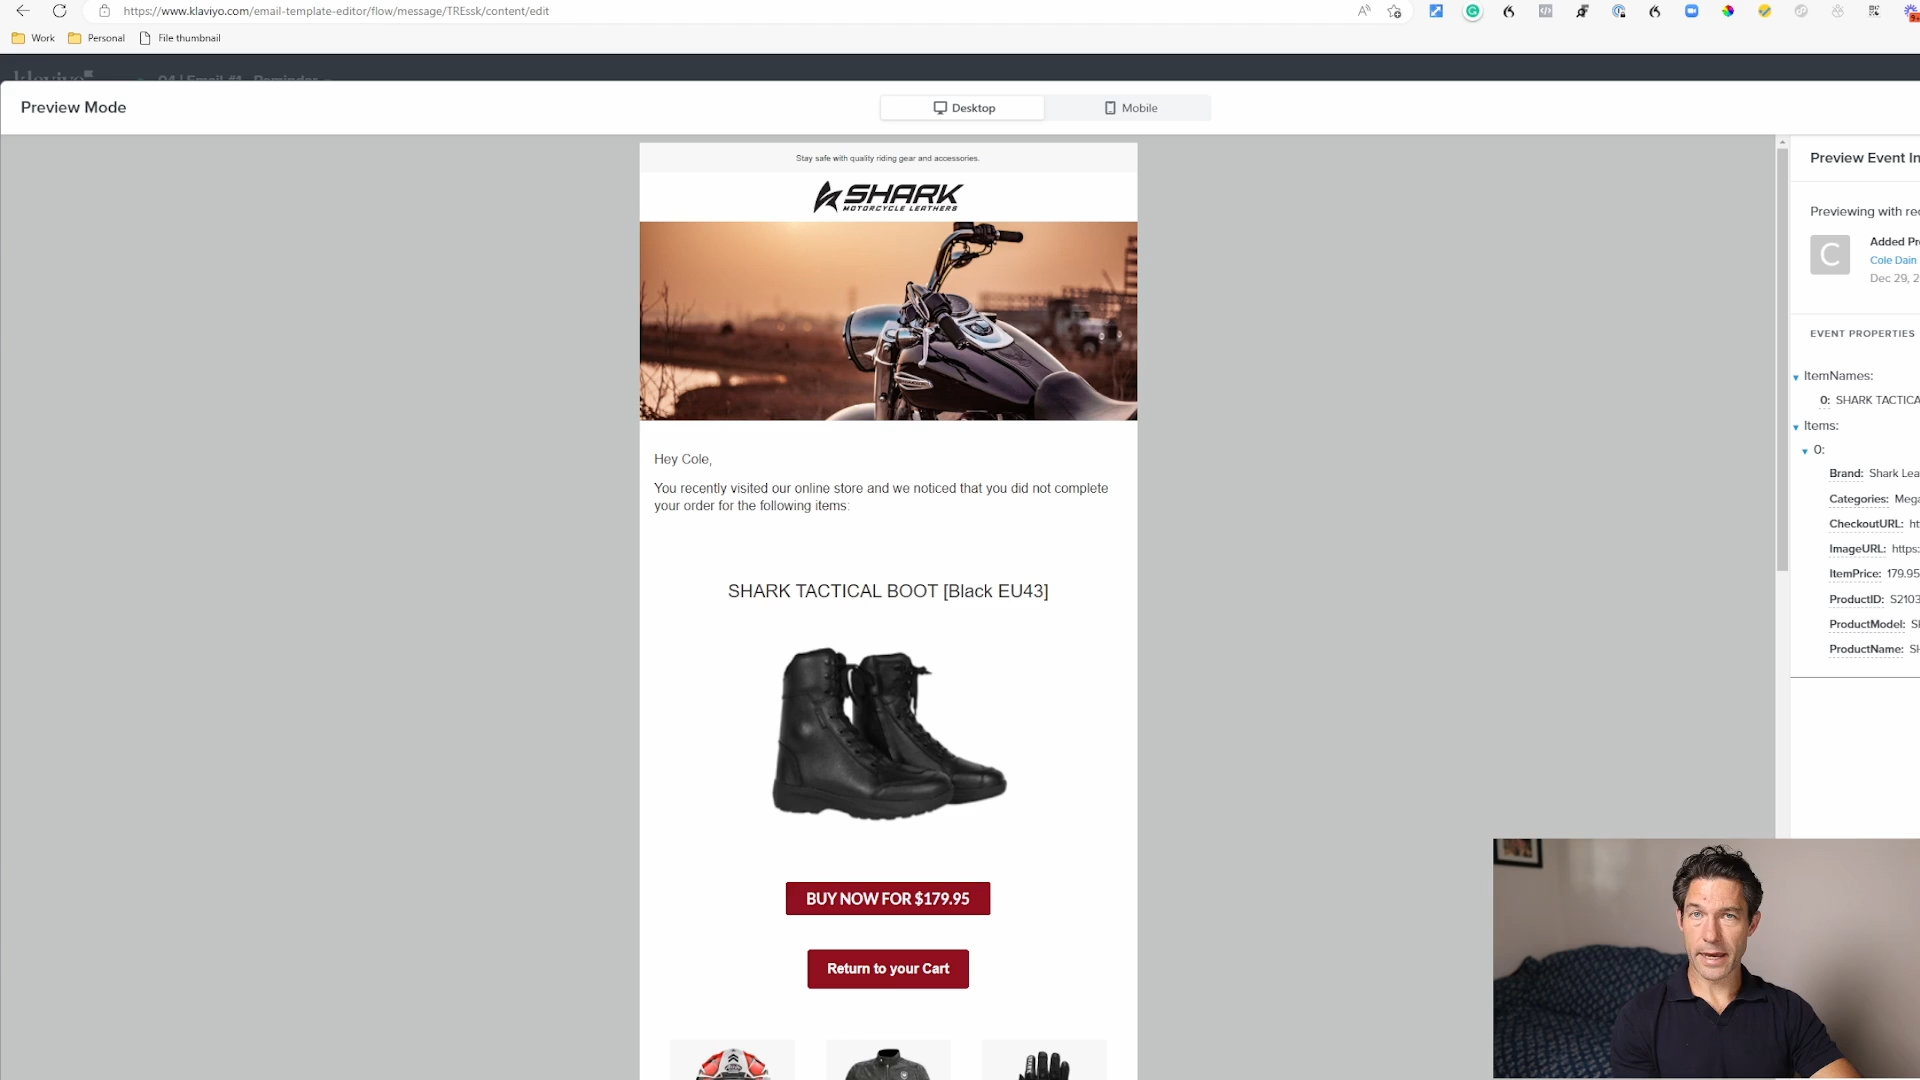 https://www.klaviyo.com/email-template-editor/flow/message/TREssk/content/edit
Work
Personal
File thumbnail
Preview Mode
Desktop
Mobile
Stay safe with quality riding gear and accessories.
SHARK
MOTORCYCLE LEATHERS
Hey Cole,
You recently visited our online store and we noticed that you did not complete
your order for the following items:
SHARK TACTICAL BOOT [Black EU43]
BUY NOW FOR $179.95
Return to your Cart
Preview Event In
Previewing with rec
C
Added Pr
Cole Dain
Dec 29, 2
EVENT PROPERTIES
ItemNames:
0: SHARK TACTICA
Items:
0:
Brand: Shark Lea
Categories: Mega
CheckoutURL: ht
ImageURL: https:
ItemPrice: 179.95
ProductID: S2103
ProductModel: SH
ProductName: SH